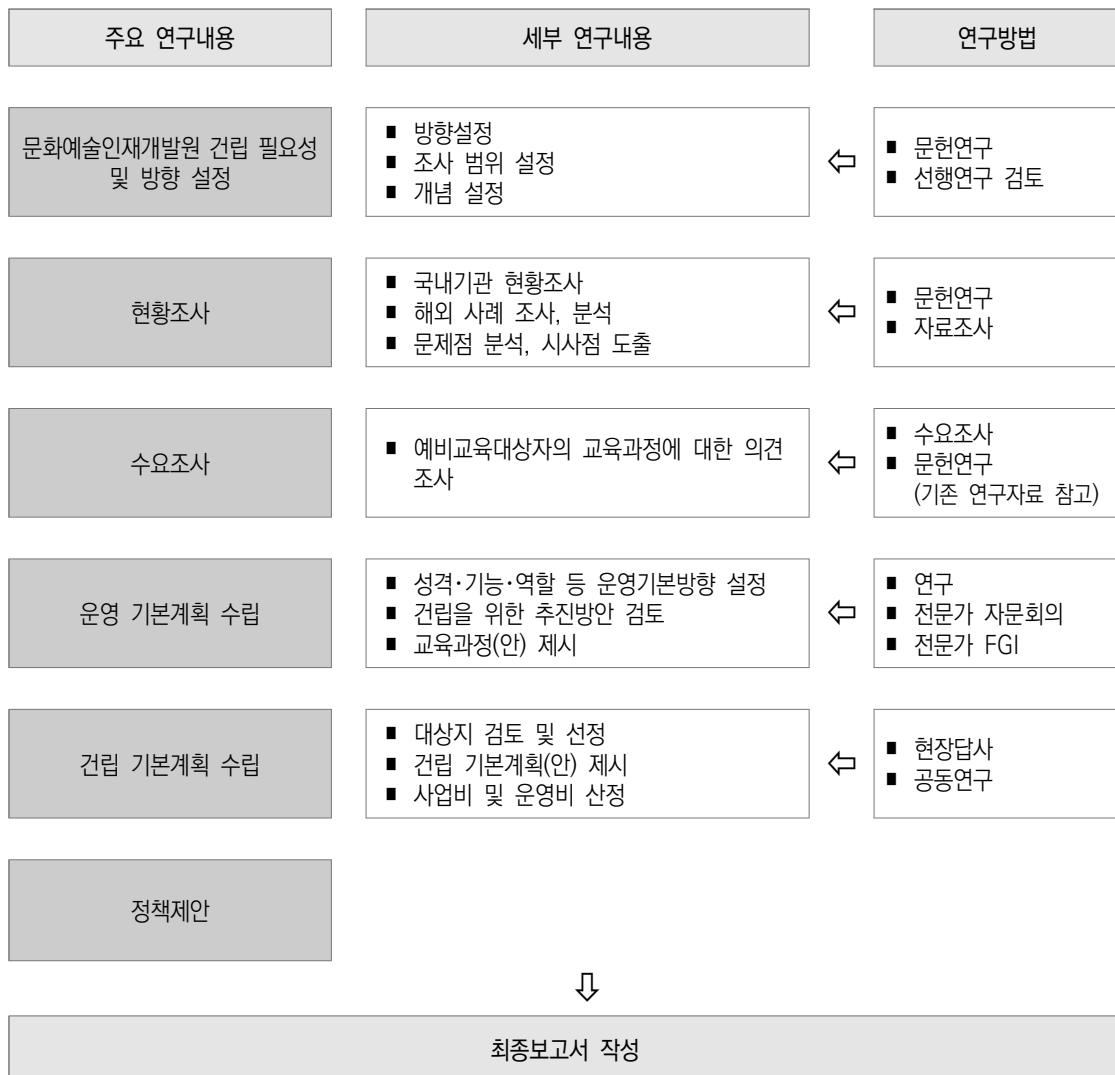 주요 연구내용
세부 연구내용
연구방법
문화예술인재개발원 건립 필요성
및 방향 설정
■ 방향설정
■ 조사 범위 설정
■ 개념 설정
■ 문헌연구
■ 선행연구 검토
현황조사
■ 국내기관 현황조사
■ 해외 사례 조사, 분석
■ 문제점 분석, 시사점 도출
■ 문헌연구
■ 자료조사
수요조사
■ 예비교육대상자의 교육과정에 대한 의견
조사
■ 수요조사
■ 문헌연구
(기존 연구자료 참고)
운영 기본계획 수립
■ 성격·기능·역할 등 운영기본방향 설정
■ 건립을 위한 추진방안 검토
■ 교육과정(안) 제시
■ 연구
■ 전문가 자문회의
■ 전문가 FGI
건립 기본계획 수립
■ 대상지 검토 및 선정
■ 건립 기본계획(안) 제시
■ 사업비 및 운영비 산정
■ 현장답사
■ 공동연구
정책제안
최종보고서 작성